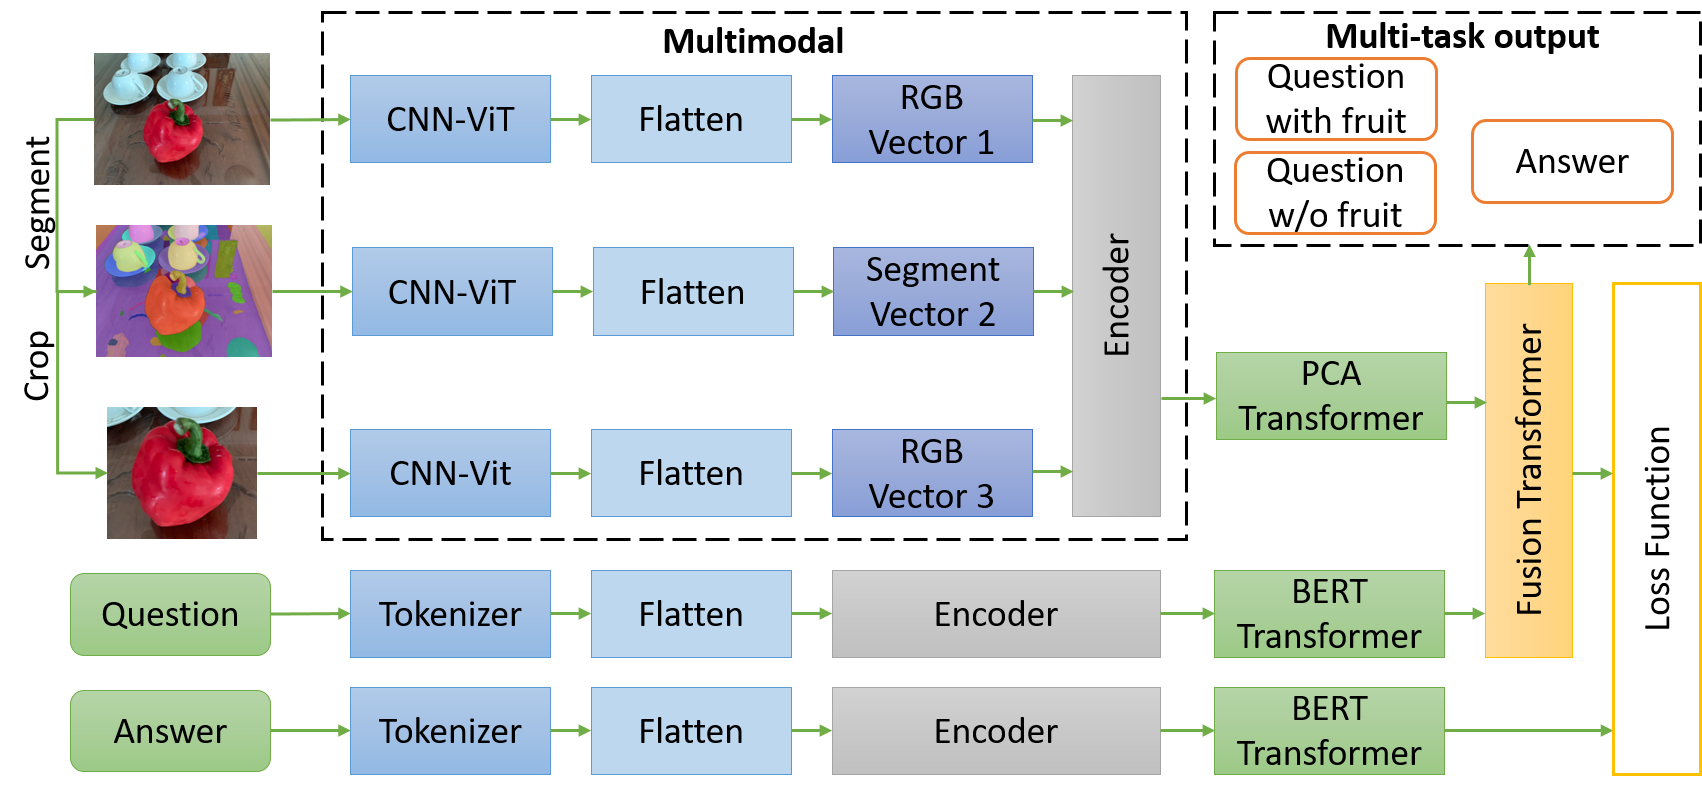 Multimodal
Multi-task output
Segment
Crop
CNN-ViT
Flatten
RGB
Vector 1
CNN-ViT
Flatten
Segment
Vector 2
CNN-Vit
Flatten
RGB
Vector 3
Encoder
Question
with fruit
Question
w/o fruit
Answer
PCA
Transformer
Fusion Transformer
Loss Function
Question
Tokenizer
Flatten
Encoder
BERT
Transformer
Answer
Tokenizer
Flatten
Encoder
BERT
Transformer